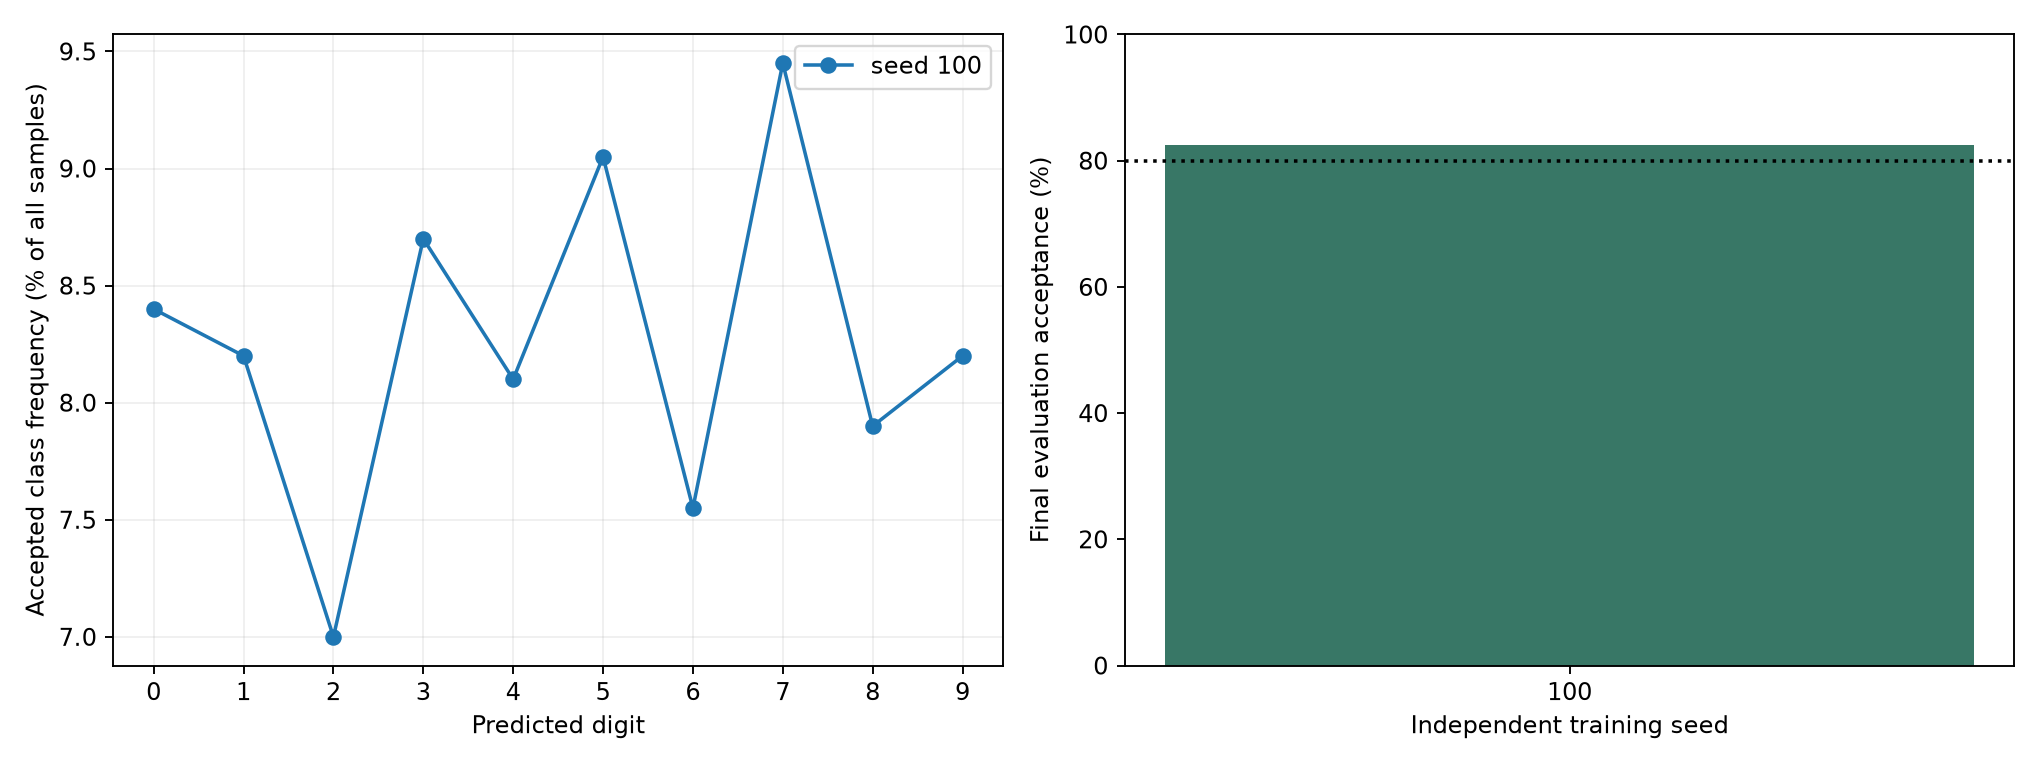 Accepted class frequency (% of all samples)
9.5
9.0
8.5
8.0
7.5
7.0
seed 100
0 1 2 3 4 5 6 7 8 9
Predicted digit
Final evaluation acceptance (%)
100
80
60
40
20
0
100
Independent training seed